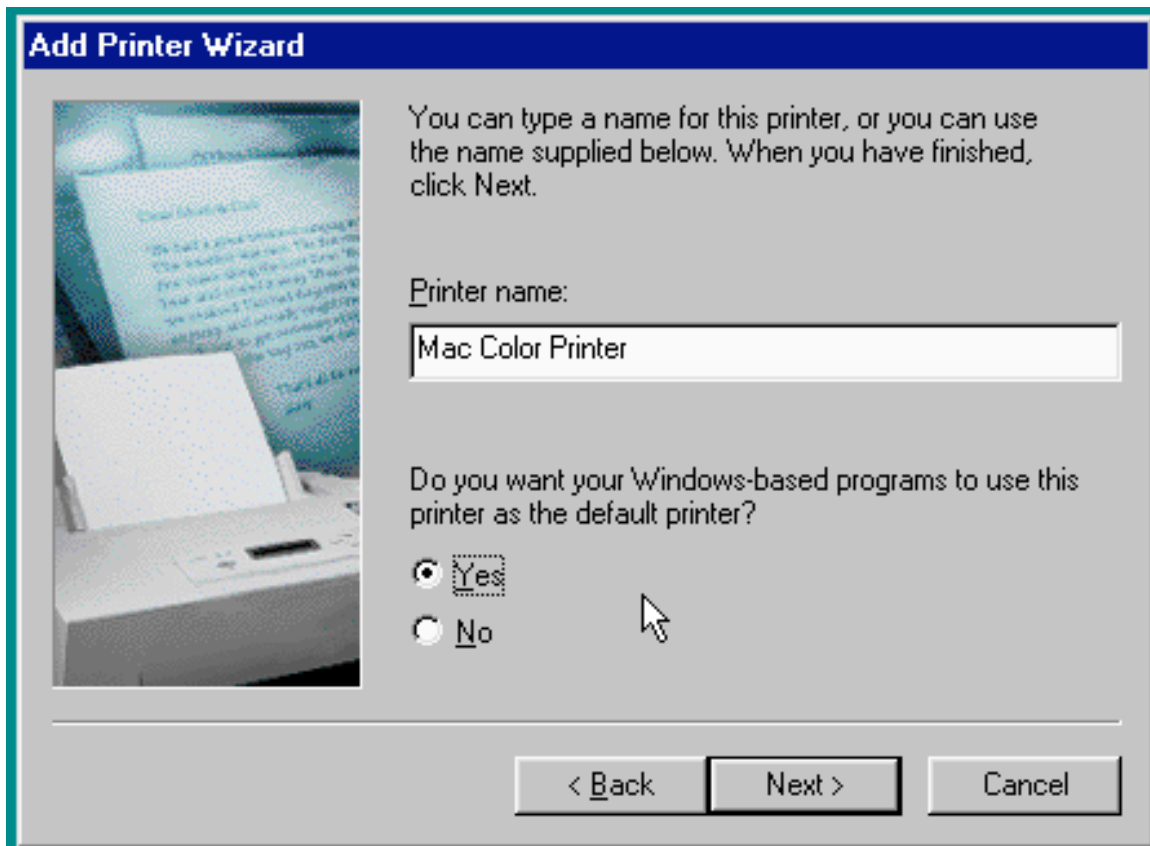 Add Printer Wizard
You can type a name for this printer, or you can use
the name supplied below. When you have finished,
click Next.
Printer name:
Mac Color Printer
Do you want your Windows-based programs to use this
printer as the default printer?
Yes
No
< Back
Next >
Cancel